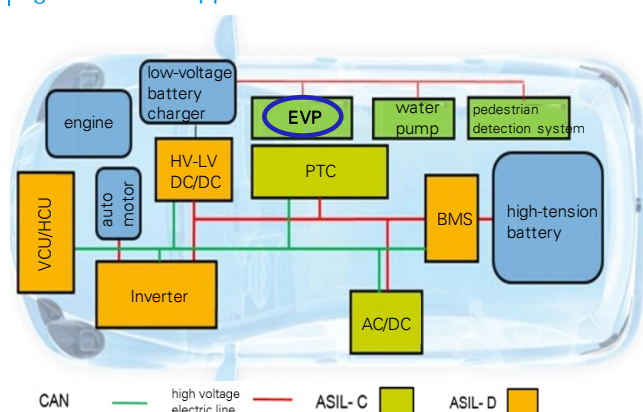 low-voltage
battery
charger
engine
EVP
water
pump
pedestrian
detection system
HV-LV
DC/DC
PTC
VCU/HCU
auto
motor
BMS
high-tension
battery
Inverter
AC/DC
CAN
high voltage
electric line
ASIL- C
ASIL- D